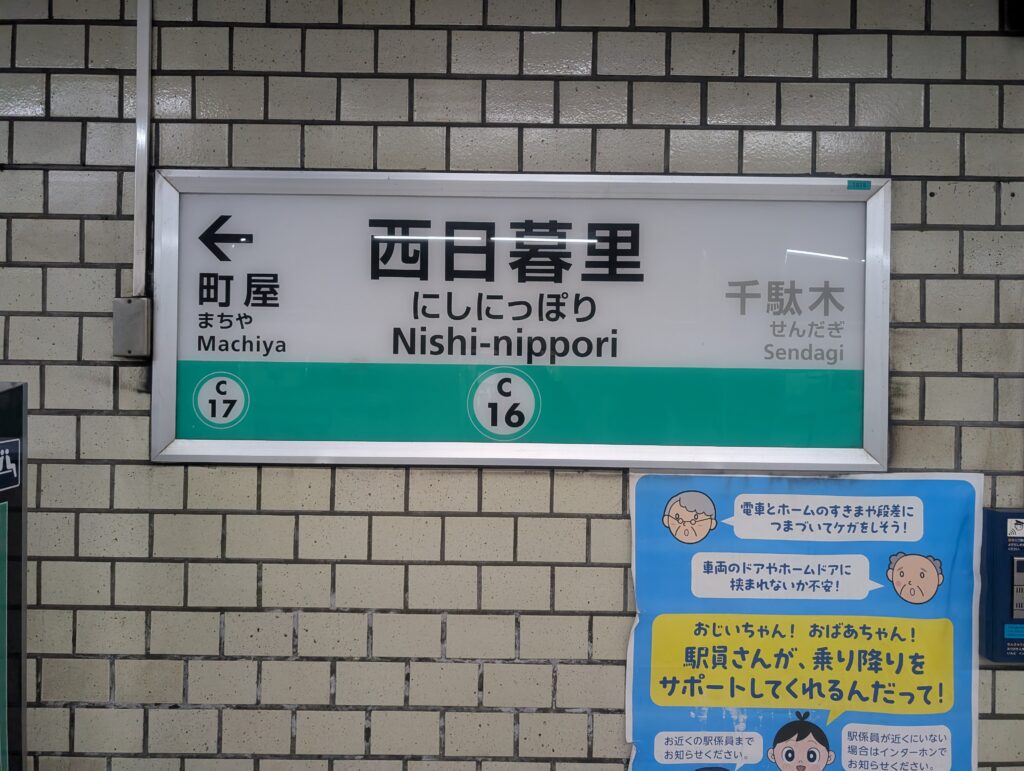 西日暮里
にしにっぽり
Nishi-nippori
C
16
町屋
まちや
Machiya
C
17
千駄木
せんだぎ
Sendagi
電車とホームのすきまや段差に
つまづいてケガをしそう！
車両のドアやホームドアに
挟まれないか不安！
おじいちゃん！ おばあちゃん！
駅員さんが、乗り降りを
サポートしてくれるんだって！
お近くの駅係員まで
お知らせください。
駅係員が近くにいない
場合はインターホンで
お知らせください。